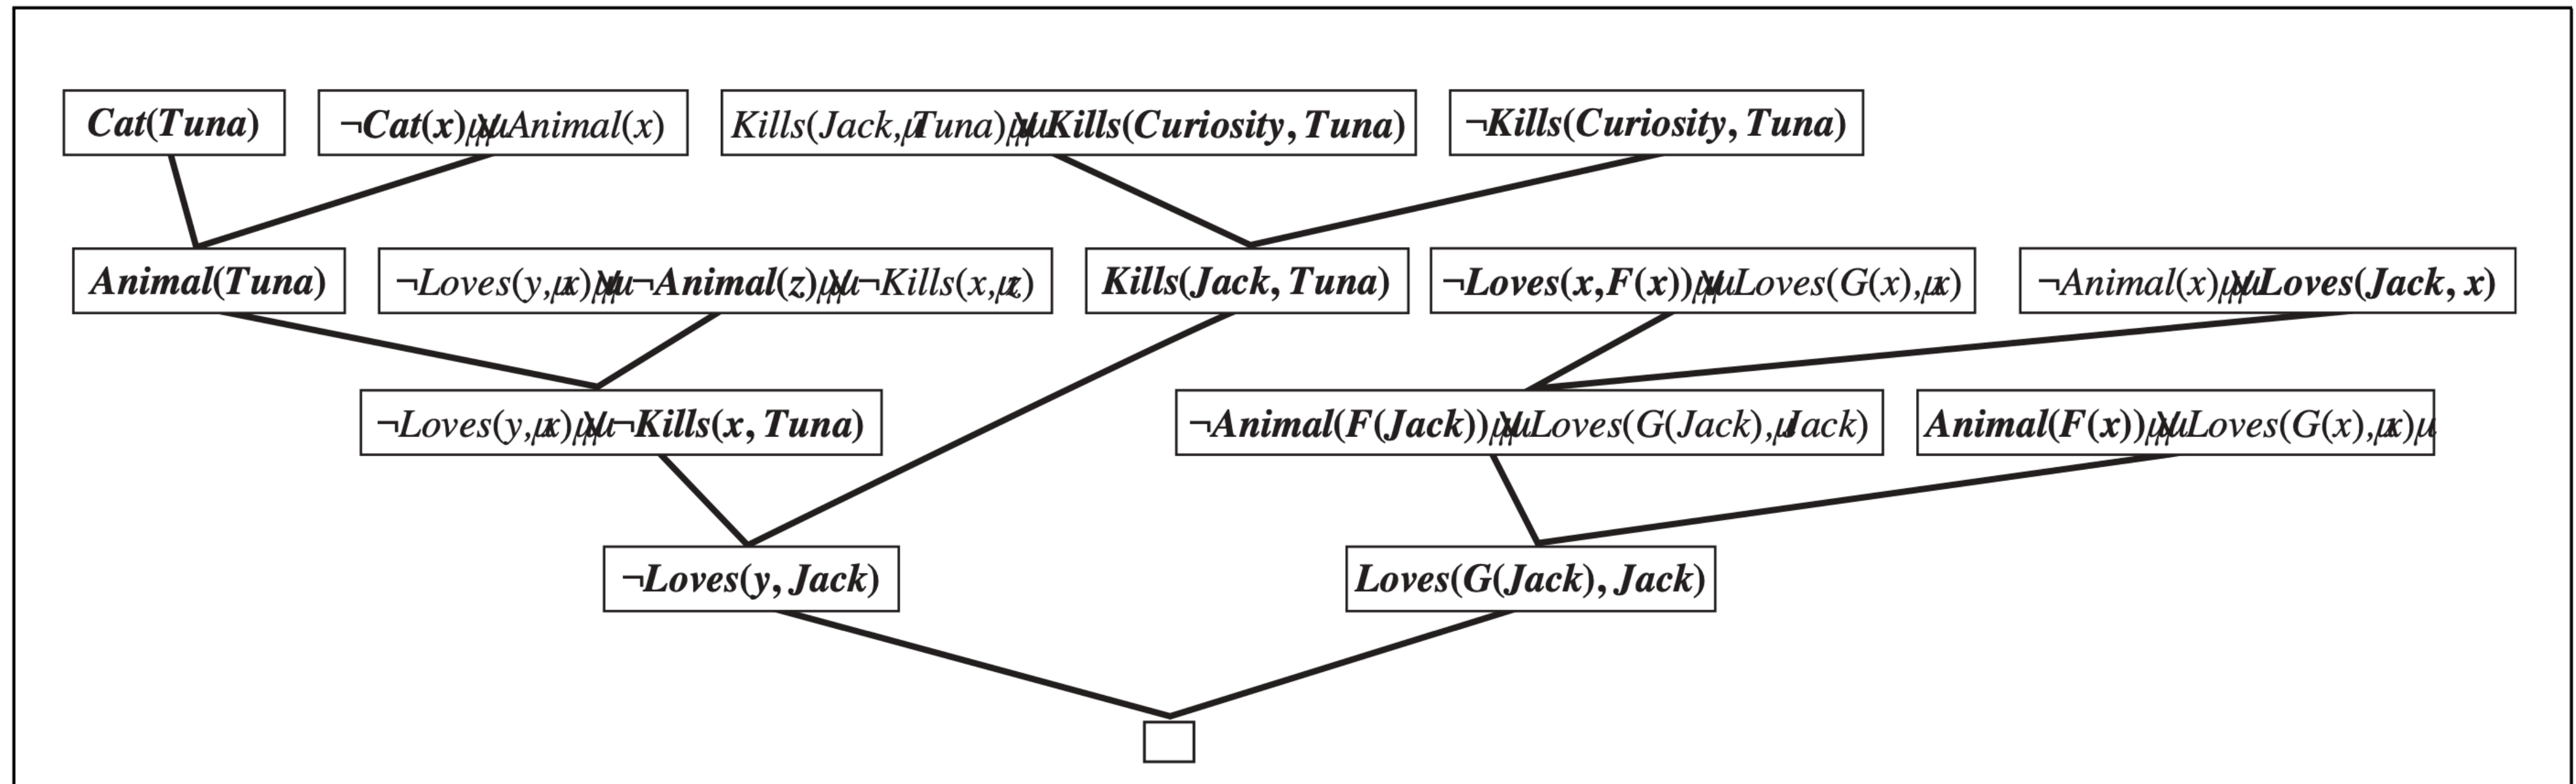 Cat(Tuna)
¬Cat(x) ∨ Animal(x)
Kills(Jack, Tuna) ∨ Kills(Curiosity, Tuna)
¬Kills(Curiosity, Tuna)
Animal(Tuna)
¬Loves(y, x) ∨ ¬Animal(z) ∨ ¬Kills(x, z)
Kills(Jack, Tuna)
¬Loves(x,F(x)) ∨ Loves(G(x), x)
¬Animal(x) ∨ Loves(Jack, x)
¬Loves(y, x) ∨ ¬Kills(x, Tuna)
¬Animal(F(Jack)) ∨ Loves(G(Jack), Jack)
Animal(F(x)) ∨ Loves(G(x), x)
¬Loves(y, Jack)
Loves(G(Jack), Jack)